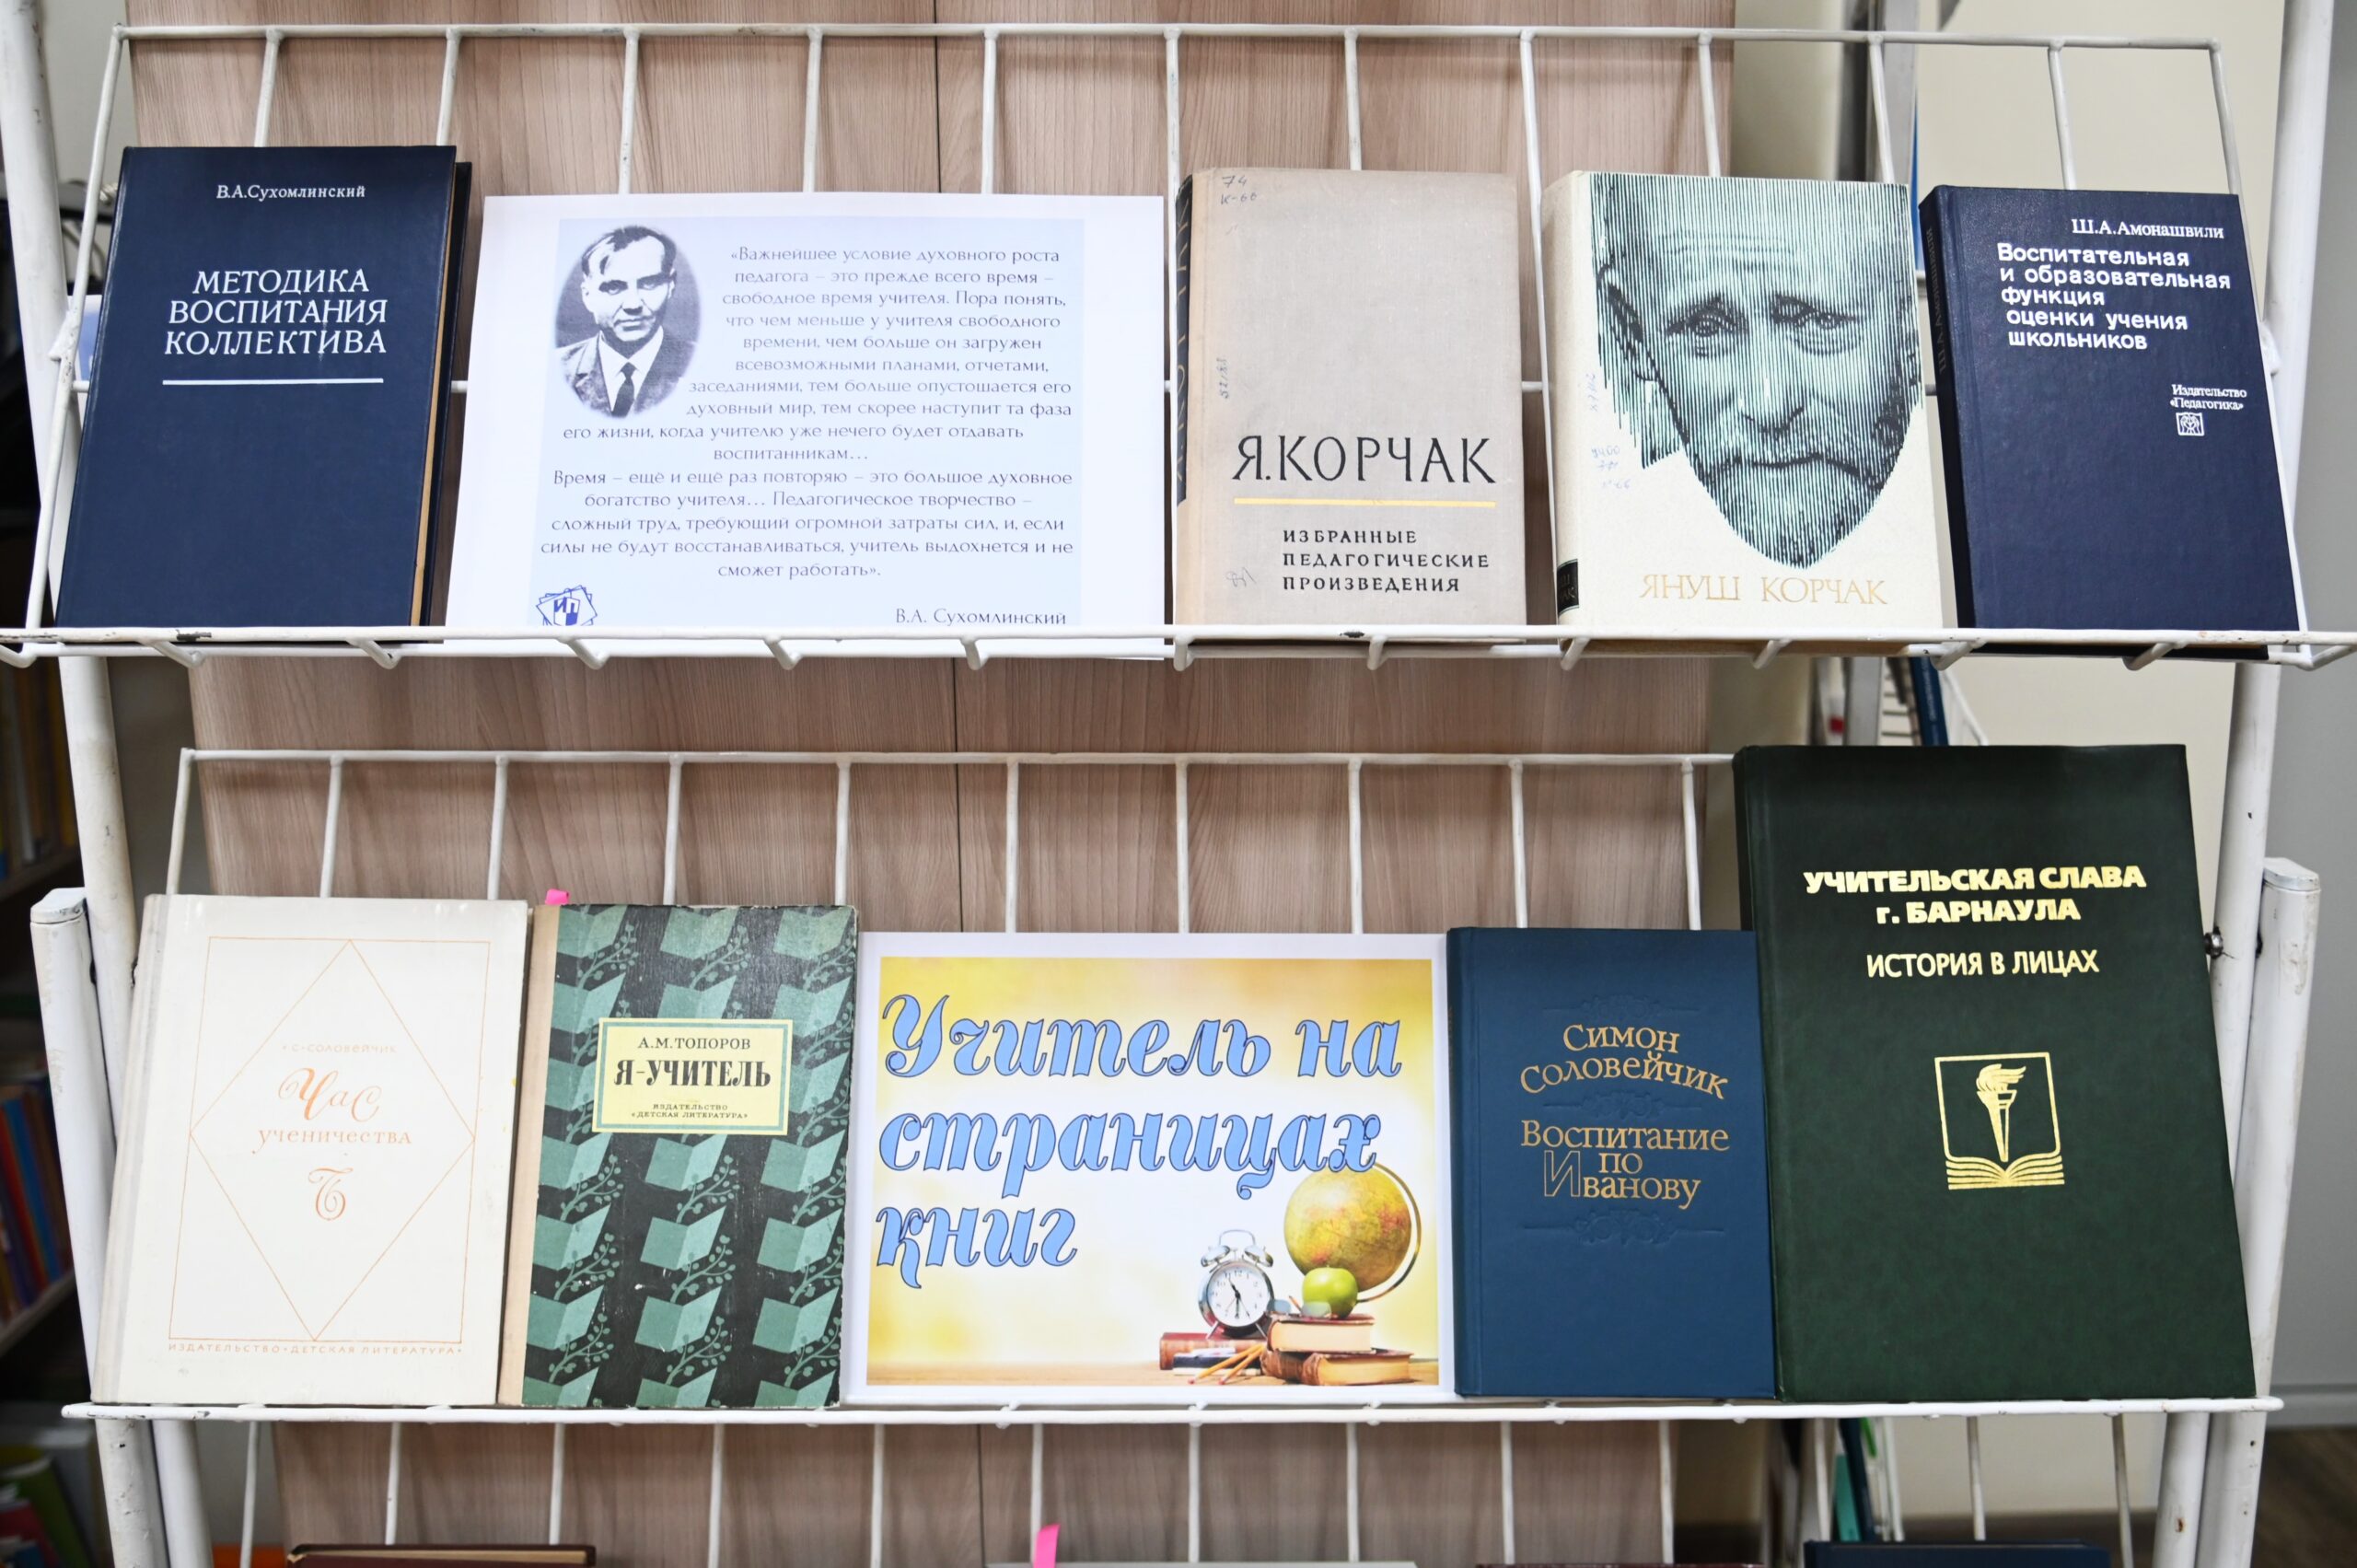 В.А.Сухомлинский
МЕТОДИКА
ВОСПИТАНИЯ
КОЛЛЕКТИВА
«Важнейшее условие духовного роста
педагога – это прежде всего время –
свободное время учителя. Пора понять,
что чем меньше у учителя свободного
времени, чем больше он загружен
всевозможными планами, отчетами,
заседаниями, тем больше опустошается его
духовный мир, тем скорее наступит та фаза
его жизни, когда учителю уже нечего будет отдавать
воспитанникам…
Время – ещё и ещё раз повторяю – это большое духовное
богатство учителя… Педагогическое творчество –
сложный труд, требующий огромной затраты сил, и, если
силы не будут восстанавливаться, учитель выдохнется и не
сможет работать».
ИП
В.А. Сухомлинский
74
К-66
Я.КОРЧАК
ИЗБРАННЫЕ
ПЕДАГОГИЧЕСКИЕ
ПРОИЗВЕДЕНИЯ
ЯНУШ КОРЧАК
Ш.А.Амонашвили
Воспитательная
и образовательная
функция
оценки учения
школьников
Издательство
«Педагогика»
С•СОЛОВЕЙЧИК
Час
ученичества
ИЗДАТЕЛЬСТВО•ДЕТСКАЯ ЛИТЕРАТУРА•
А.М.ТОПОРОВ
Я-УЧИТЕЛЬ
ИЗДАТЕЛЬСТВО
«ДЕТСКАЯ ЛИТЕРАТУРА»
Учитель на
страницах
книг
Симон
Соловейчик
Воспитание
по
Иванову
УЧИТЕЛЬСКАЯ СЛАВА
г. БАРНАУЛА
ИСТОРИЯ В ЛИЦАХ